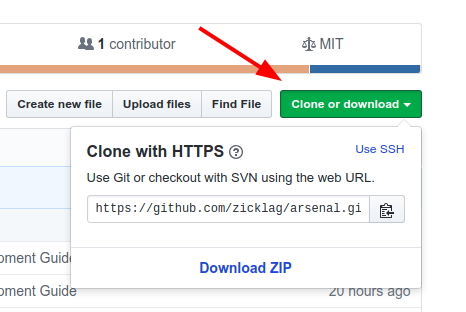 1 contributor MIT
Create new file Upload files Find File Clone or download
Clone with HTTPS Use SSH
Use Git or checkout with SVN using the web URL.
https://github.com/zicklag/arsenal.gi
Download ZIP
opment Guide
opment Guide 20 hours ago